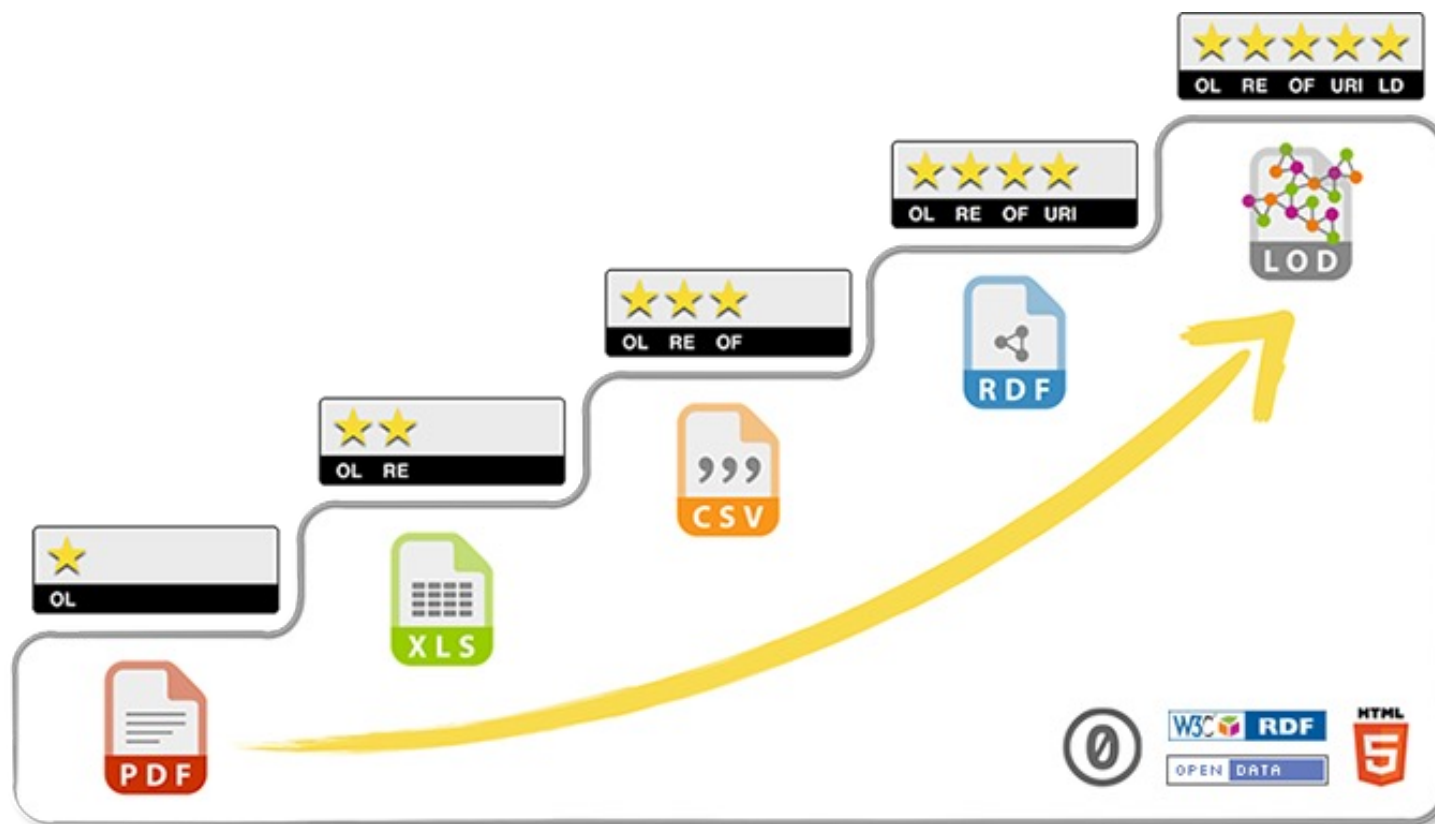 OL RE OF URI LD
LOD
OL RE OF URI
RDF
OL RE OF
CSV
OL RE
XLS
OL
PDF
0
W3C RDF
OPEN DATA
HTML
5